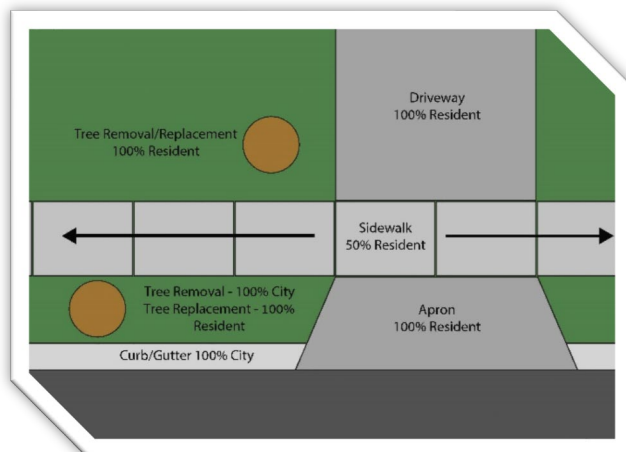 Driveway
100% Resident
Tree Removal/Replacement
100% Resident
Sidewalk
50% Resident
Tree Removal - 100% City
Tree Replacement - 100%
Resident
Apron
100% Resident
Curb/Gutter 100% City